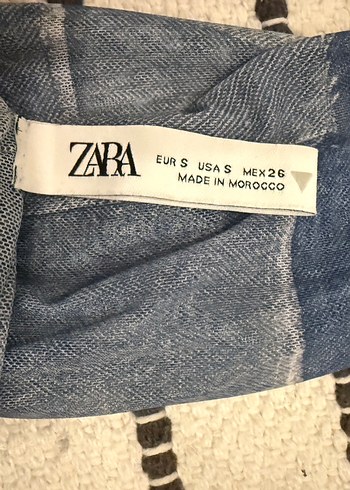 ZARA
EUR S USA S MEX 26
MADE IN MOROCCO